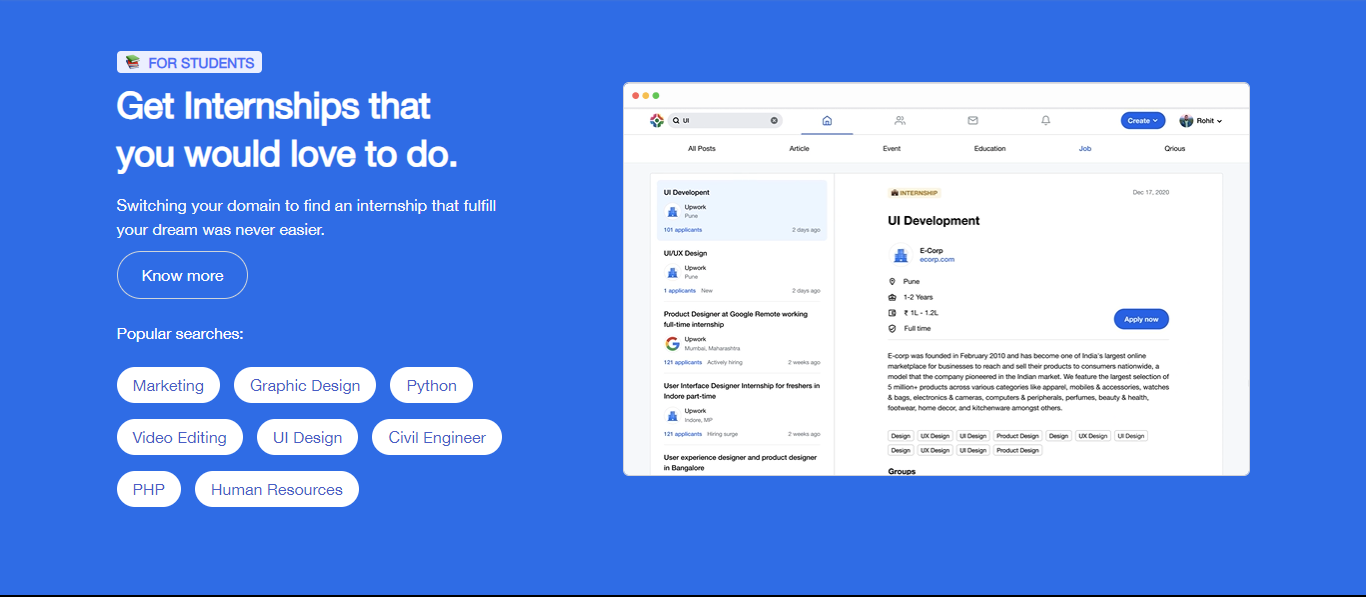 FOR STUDENTS
Get Internships that
you would love to do.
Switching your domain to find an internship that fulfill
your dream was never easier.
Know more
Popular searches:
Marketing Graphic Design Python
Video Editing UI Design Civil Engineer
PHP Human Resources
UI
Create Rohit
All Posts Article Event Education Job Qrious
UI Developent
Upwork
Pune
101 applicants 2 days ago
UI/UX Design
Upwork
Pune
1 applicants New 2 days ago
Product Designer at Google Remote working
full-time internship
Upwork
Mumbai, Maharashtra
121 applicants Actively hiring 2 weeks ago
User Interface Designer Internship for freshers in
Indore part-time
Upwork
Indore, MP
121 applicants Hiring surge 2 weeks ago
User experience designer and product designer
in Bangalore
INTERNSHIP Dec 17, 2020
UI Development
E-Corp
ecorp.com
Pune
1-2 Years
₹ 1L - 1.2L
Full time
Apply now
E-corp was founded in February 2010 and has become one of India's largest online
marketplace for businesses to reach and sell their products to consumers nationwide, a
model that the company pioneered in the Indian market. We feature the largest selection of
5 million+ products across various categories like apparel, mobiles & accessories, watches
& bags, electronics & cameras, computers & peripherals, perfumes, beauty & health,
footwear, home decor, and kitchenware amongst others.
Design UX Design UI Design Product Design Design UX Design UI Design
Design UX Design UI Design Product Design
Groups